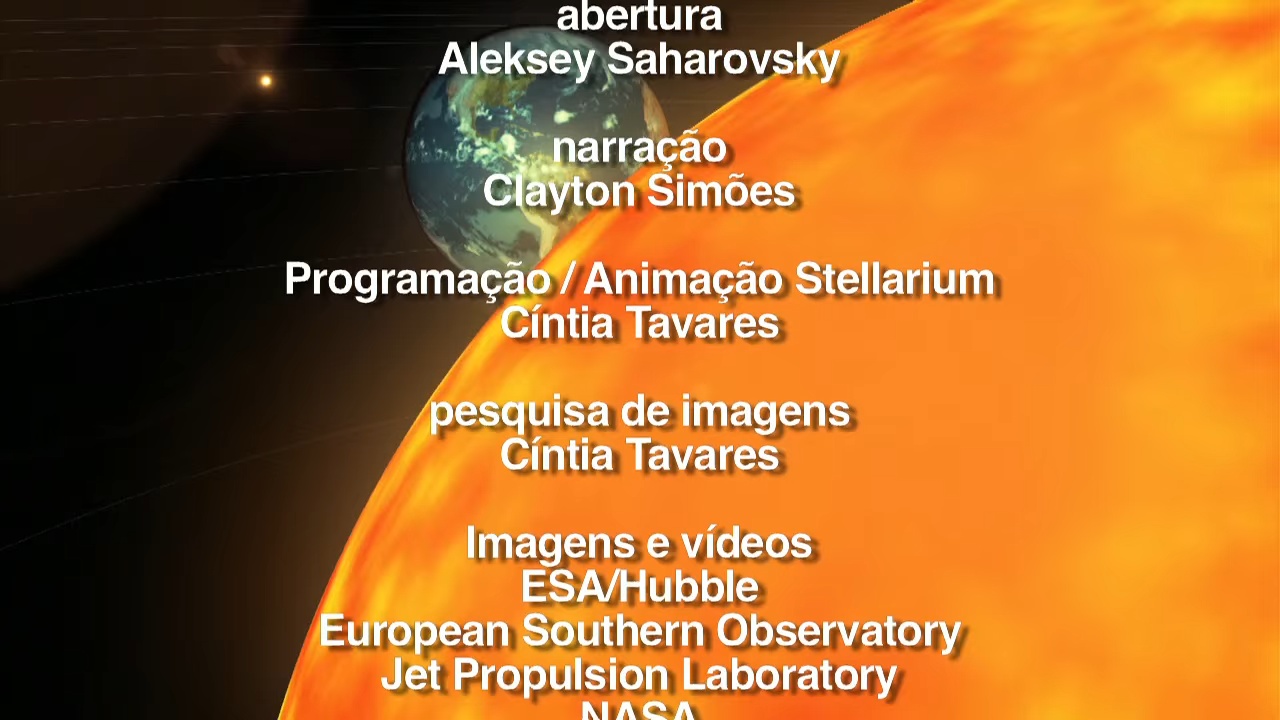 abertura
Aleksey Saharovsky
narração
Clayton Simões
Programação / Animação Stellarium
Cíntia Tavares
pesquisa de imagens
Cíntia Tavares
Imagens e vídeos
ESA/Hubble
European Southern Observatory
Jet Propulsion Laboratory
NASA